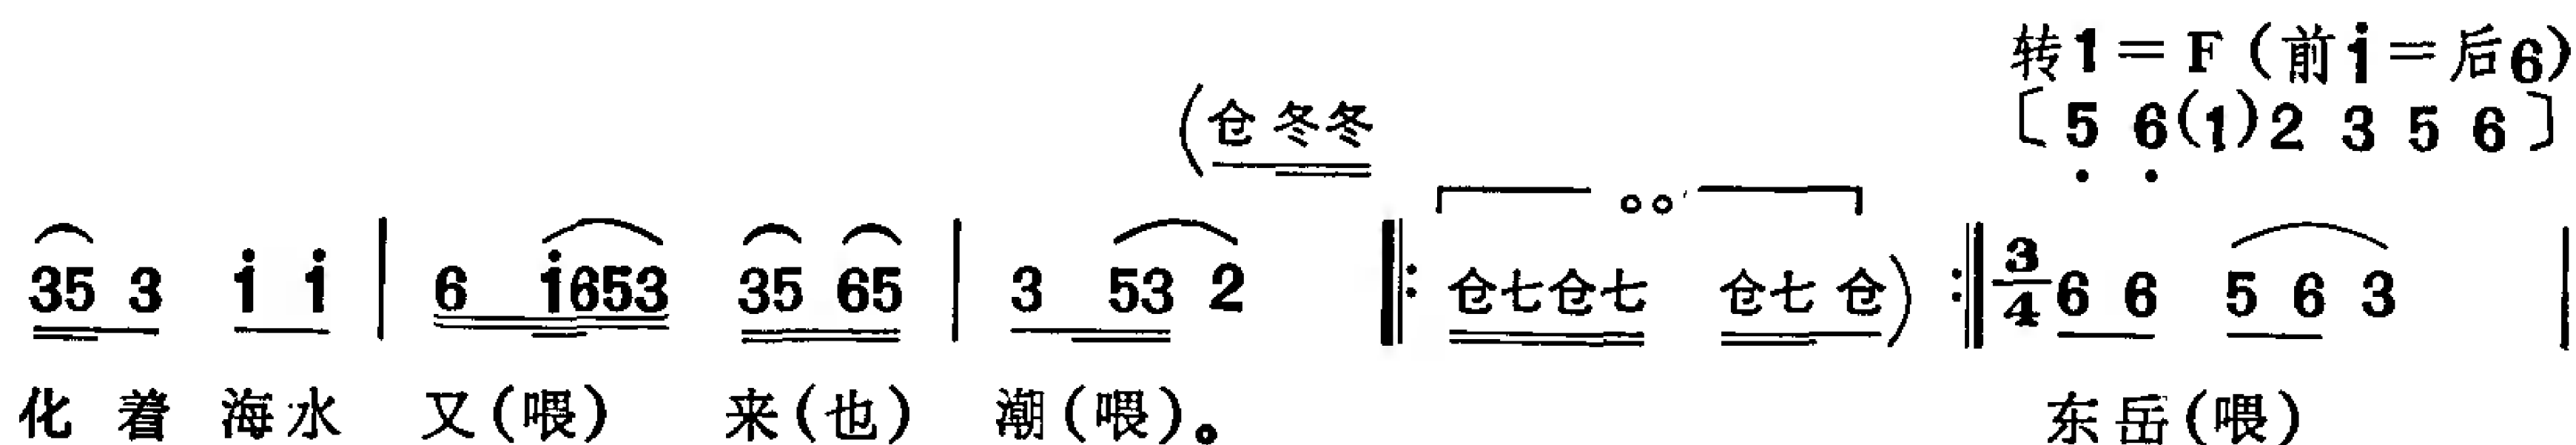 转1＝F（前i＝后6）
〔5 6(1)2 3 5 6〕
（仓 冬冬
35 3 i i | 6 i653 35 65 | 3 53 2 ‖: 仓七仓七 仓七 仓） :‖ 3/4 6 6 5 6 3 |
化 着 海 水 又(喂) 来(也) 潮(喂)。 东岳(喂)